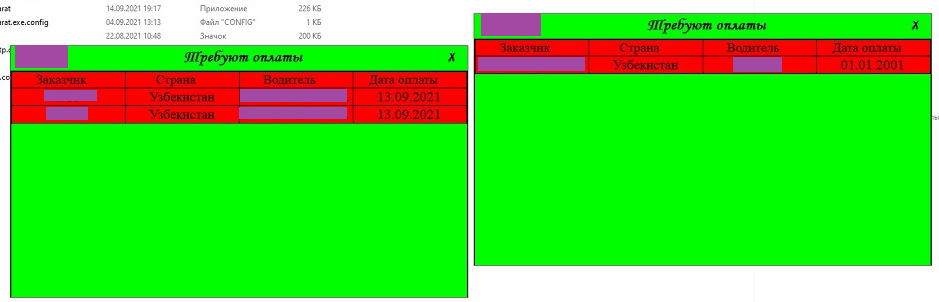 14.09.2021 19:17 Приложение 226 КБ
rat.exe.config 04.09.2021 13:13 Файл "CONFIG" 1 КБ
22.08.2021 10:48 Значок 200 КБ
Требуют оплаты X
Заказчик Страна Водитель Дата оплаты
Узбекистан 13.09.2021
Узбекистан 13.09.2021
Требуют оплаты X
Заказчик Страна Водитель Дата оплаты
Узбекистан 01.01.2001